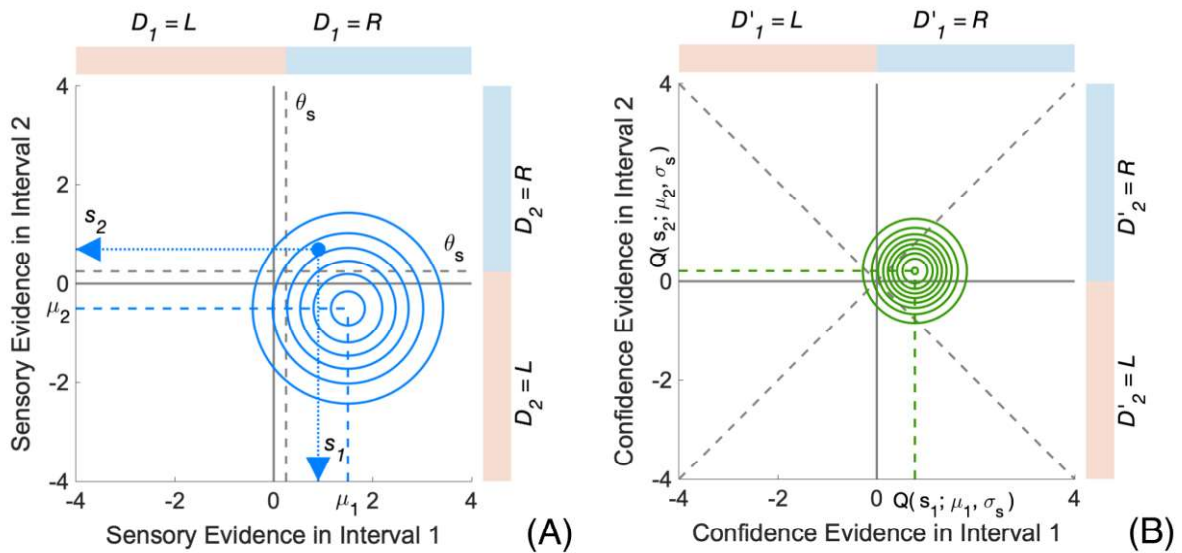 D₁ = L D₁ = R
4
2
0
-2
-4
Sensory Evidence in Interval 2
s₂
μ₂
θₛ
θₛ
s₁
D₂ = R
D₂ = L
-4 -2 0 μ₁ 2 4
Sensory Evidence in Interval 1
(A)
D'₁ = L D'₁ = R
4
2
0
-2
-4
Confidence Evidence in Interval 2
Q( s₂; μ₂, σₛ)
D'₂ = R
D'₂ = L
-4 -2 0 4
Q( s₁; μ₁, σₛ)
Confidence Evidence in Interval 1
(B)